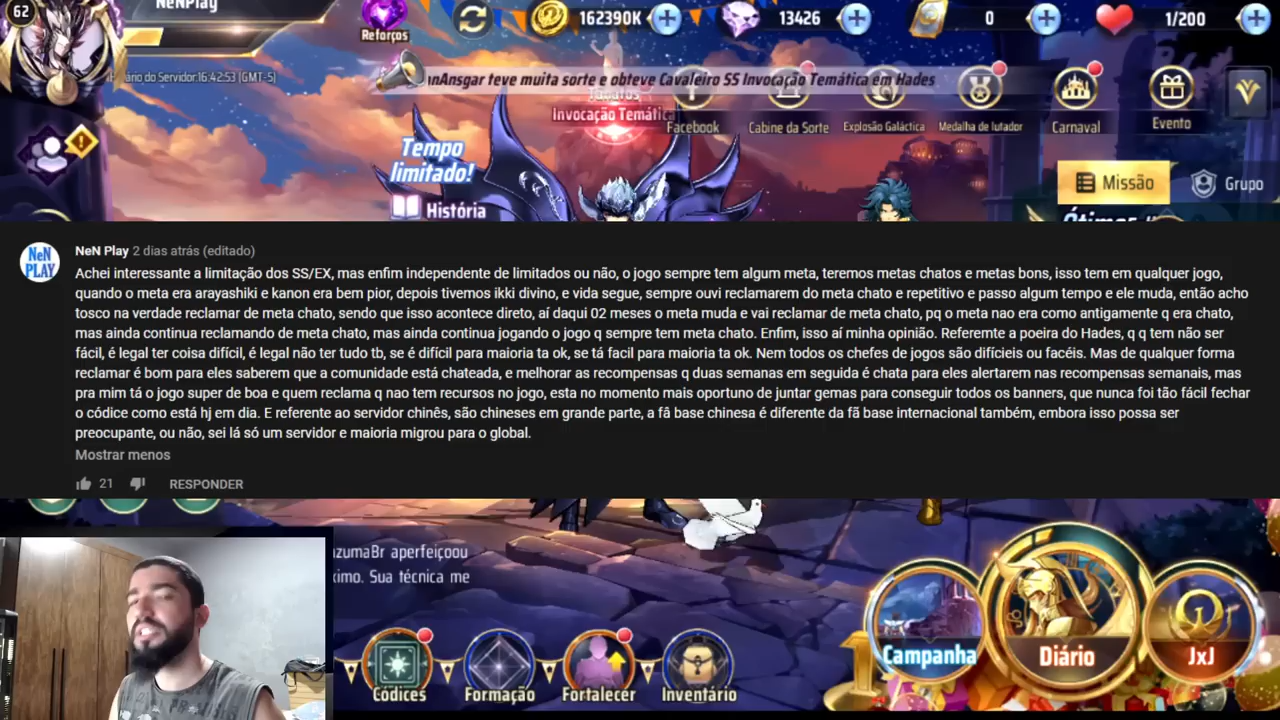 62
NeNPlay
Reforços
162390K
13426
0
1/200
Horário do Servidor:16:42:53 (GMT-5)
nAnsgar teve muita sorte e obteve Cavaleiro SS Invocação Temática em Hades
Invocação Temática
Facebook
Cabine da Sorte
Explosão Galáctica
Medalha de lutador
Carnaval
Evento
Tempo
limitado!
História
Missão
Grupo
NeN Play 2 dias atrás (editado)
Achei interessante a limitação dos SS/EX, mas enfim independente de limitados ou não, o jogo sempre tem algum meta, teremos metas chatos e metas bons, isso tem em qualquer jogo,
quando o meta era arayashiki e kanon era bem pior, depois tivemos ikki divino, e vida segue, sempre ouvi reclamarem do meta chato e repetitivo e passo algum tempo e ele muda, então acho
tosco na verdade reclamar de meta chato, sendo que isso acontece direto, aí daqui 02 meses o meta muda e vai reclamar de meta chato, pq o meta nao era como antigamente q era chato,
mas ainda continua reclamando de meta chato, mas ainda continua jogando o jogo q sempre tem meta chato. Enfim, isso aí minha opinião. Referemte a poeira do Hades, q q tem não ser
fácil, é legal ter coisa difícil, é legal não ter tudo tb, se é difícil para maioria ta ok, se tá facil para maioria ta ok. Nem todos os chefes de jogos são difícieis ou facéis. Mas de qualquer forma
reclamar é bom para eles saberem que a comunidade está chateada, e melhorar as recompensas q duas semanas em seguida é chata para eles alertarem nas recompensas semanais, mas
pra mim tá o jogo super de boa e quem reclama q nao tem recursos no jogo, esta no momento mais oportuno de juntar gemas para conseguir todos os banners, que nunca foi tão fácil fechar
o códice como está hj em dia. E referente ao servidor chinês, são chineses em grande parte, a fâ base chinesa é diferente da fã base internacional também, embora isso possa ser
preocupante, ou não, sei lá só um servidor e maioria migrou para o global.
Mostrar menos
21 RESPONDER
zumaBr aperfeiçoou
ximo. Sua técnica me
Códices
Formação
Fortalecer
Inventário
Campanha
Diário
JxJ
NeN
PLAY